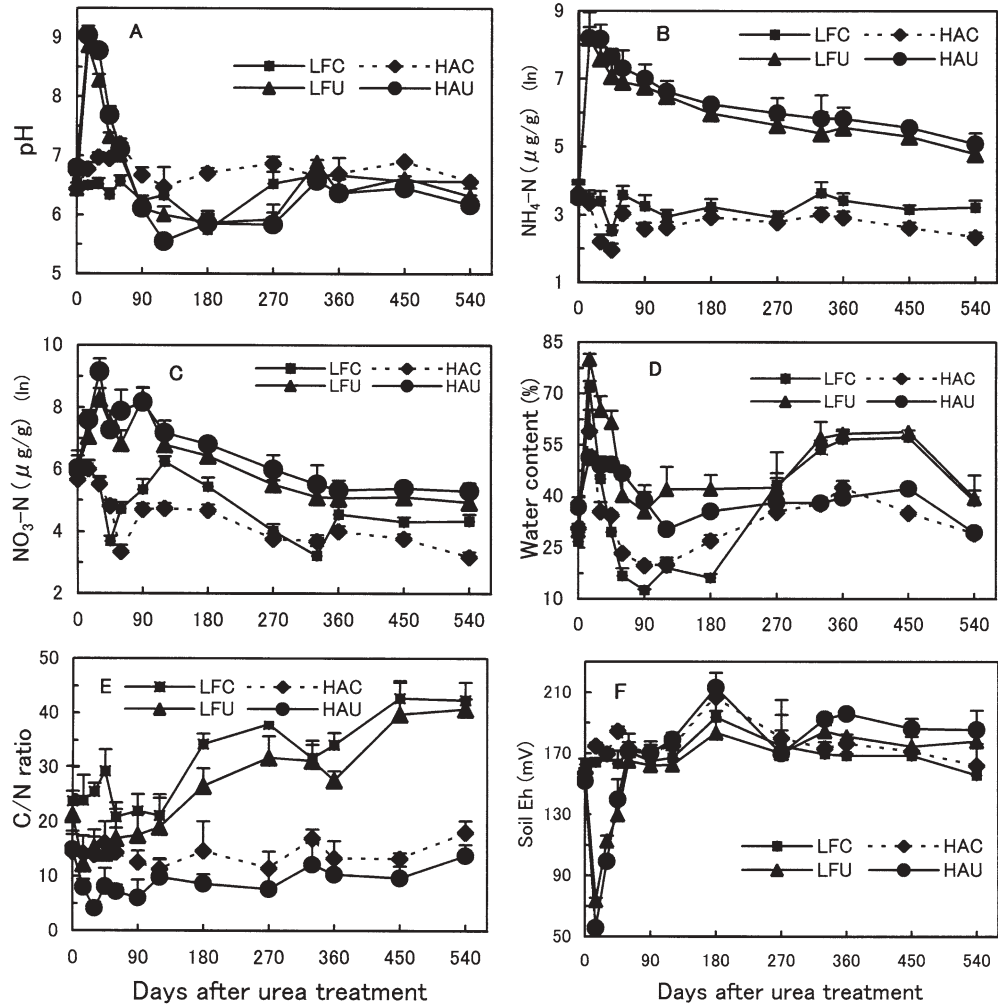 A
LFC
HAC
LFU
HAU
pH
9
8
7
6
5
0 90 180 270 360 450 540
B
LFC
HAC
LFU
HAU
NH₄−N (μg/g) (ln)
9
7
5
3
1
0 90 180 270 360 450 540
C
LFC
HAC
LFU
HAU
NO₃−N (μg/g) (ln)
10
8
6
4
2
0 90 180 270 360 450 540
D
LFC
HAC
LFU
HAU
Water content (%)
85
70
55
40
25
10
0 90 180 270 360 450 540
E
LFC
HAC
LFU
HAU
C/N ratio
50
40
30
20
10
0
0 90 180 270 360 450 540
Days after urea treatment
F
LFC
HAC
LFU
HAU
Soil Eh (mV)
210
170
130
90
50
0 90 180 270 360 450 540
Days after urea treatment